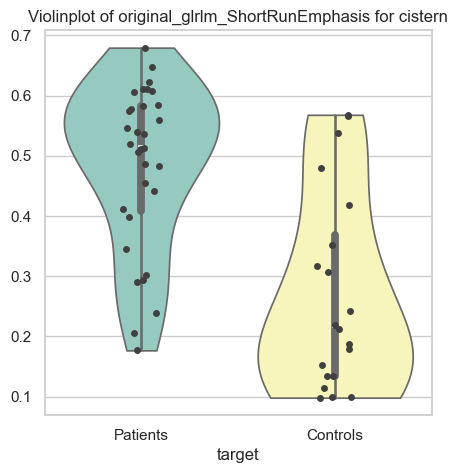 Violinplot of original_glrlm_ShortRunEmphasis for cistern
0.7
0.6
0.5
0.4
0.3
0.2
0.1
Patients Controls
target